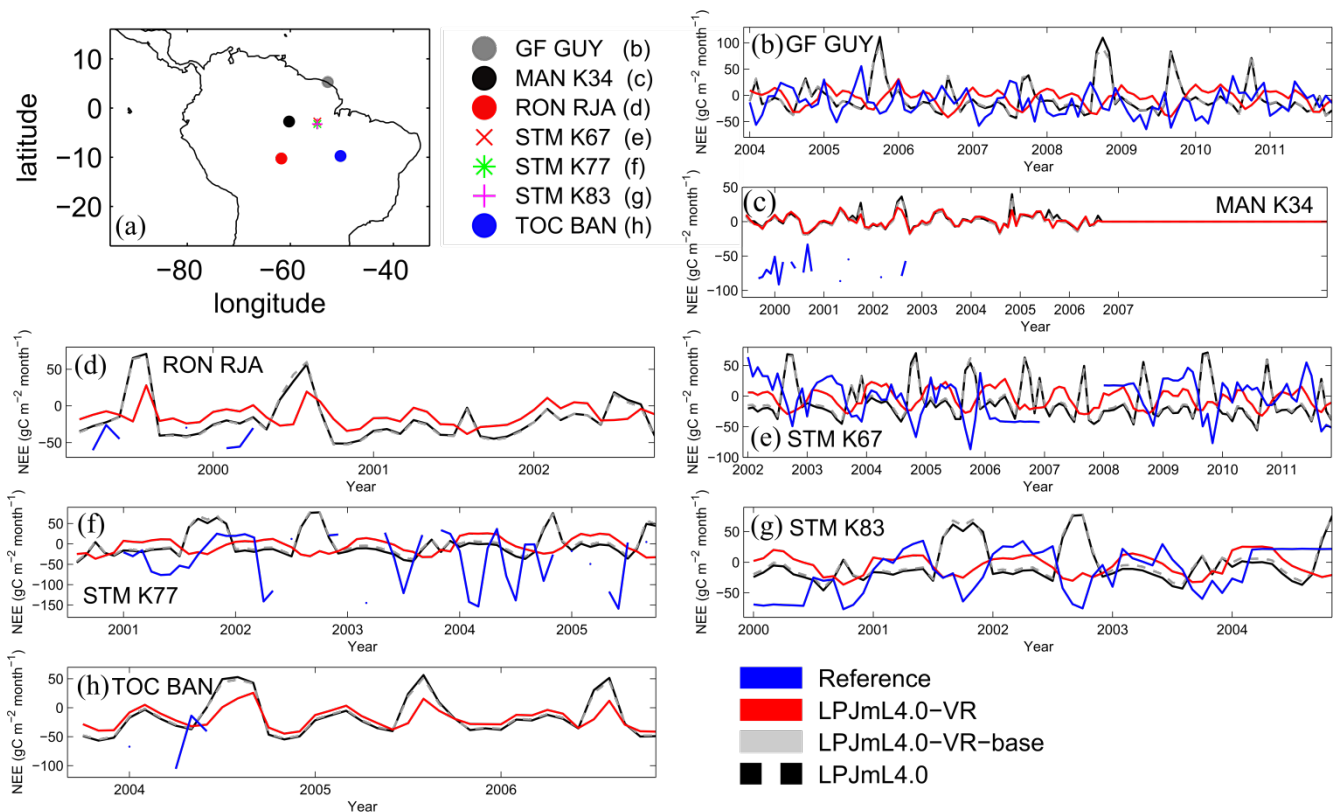 10
0
−10
−20
latitude
(a)
−80 −60 −40
longitude
GF GUY (b)
MAN K34 (c)
RON RJA (d)
STM K67 (e)
STM K77 (f)
STM K83 (g)
TOC BAN (h)
(b) GF GUY
NEE (gC m−2 month−1)
100
50
0
−50
2004 2005 2006 2007 2008 2009 2010 2011
Year
(c) MAN K34
NEE (gC m−2 month−1)
50
0
−50
−100
2000 2001 2002 2003 2004 2005 2006 2007
Year
(d) RON RJA
NEE (gC m−2 month−1)
50
0
−50
2000 2001 2002
Year
(e) STM K67
NEE (gC m−2 month−1)
50
0
−50
−100
2002 2003 2004 2005 2006 2007 2008 2009 2010 2011
Year
(f)
STM K77
NEE (gC m−2 month−1)
50
0
−50
−100
−150
2001 2002 2003 2004 2005
Year
(g) STM K83
NEE (gC m−2 month−1)
50
0
−50
2000 2001 2002 2003 2004
Year
(h) TOC BAN
NEE (gC m−2 month−1)
50
0
−50
−100
2004 2005 2006
Year
Reference
LPJmL4.0−VR
LPJmL4.0−VR−base
LPJmL4.0